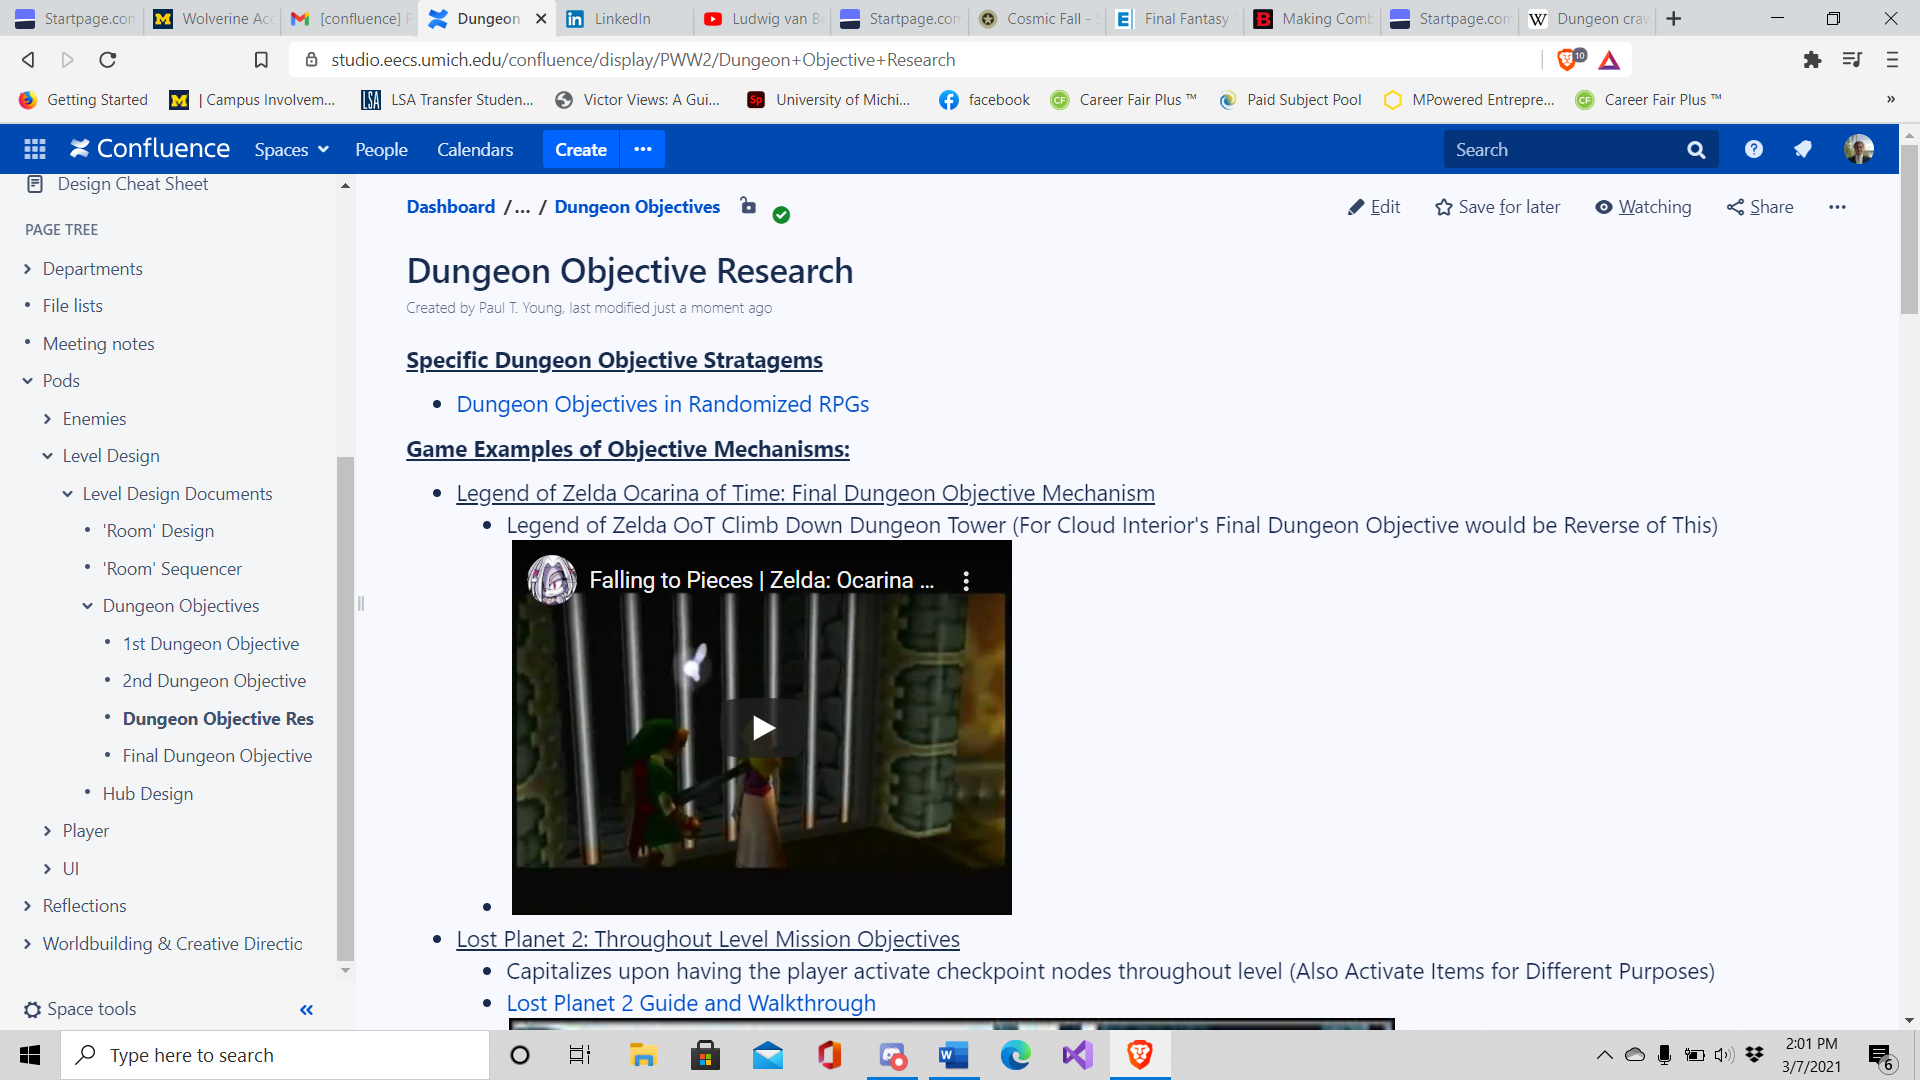 Startpage.com
Wolverine Acc
[confluence] P
Dungeon
LinkedIn
Ludwig van Be
Startpage.com
Cosmic Fall - S
Final Fantasy
Making Comb
Startpage.com
Dungeon craw
studio.eecs.umich.edu/confluence/display/PWW2/Dungeon+Objective+Research
10
Getting Started
| Campus Involvem...
LSA Transfer Studen...
Victor Views: A Gui...
University of Michi...
facebook
Career Fair Plus ™
Paid Subject Pool
MPowered Entrepre...
Career Fair Plus ™
»
Confluence
Spaces
People
Calendars
Create
Search
Design Cheat Sheet
PAGE TREE
Departments
File lists
Meeting notes
Pods
Enemies
Level Design
Level Design Documents
'Room' Design
'Room' Sequencer
Dungeon Objectives
1st Dungeon Objective
2nd Dungeon Objective
Dungeon Objective Res
Final Dungeon Objective
Hub Design
Player
UI
Reflections
Worldbuilding & Creative Directio
Space tools
Dashboard /... / Dungeon Objectives
Edit
Save for later
Watching
Share
Dungeon Objective Research
Created by Paul T. Young, last modified just a moment ago
Specific Dungeon Objective Stratagems
• Dungeon Objectives in Randomized RPGs
Game Examples of Objective Mechanisms:
• Legend of Zelda Ocarina of Time: Final Dungeon Objective Mechanism
• Legend of Zelda OoT Climb Down Dungeon Tower (For Cloud Interior's Final Dungeon Objective would be Reverse of This)
Falling to Pieces | Zelda: Ocarina ...
• Lost Planet 2: Throughout Level Mission Objectives
• Capitalizes upon having the player activate checkpoint nodes throughout level (Also Activate Items for Different Purposes)
• Lost Planet 2 Guide and Walkthrough
Type here to search
2:01 PM
3/7/2021
6